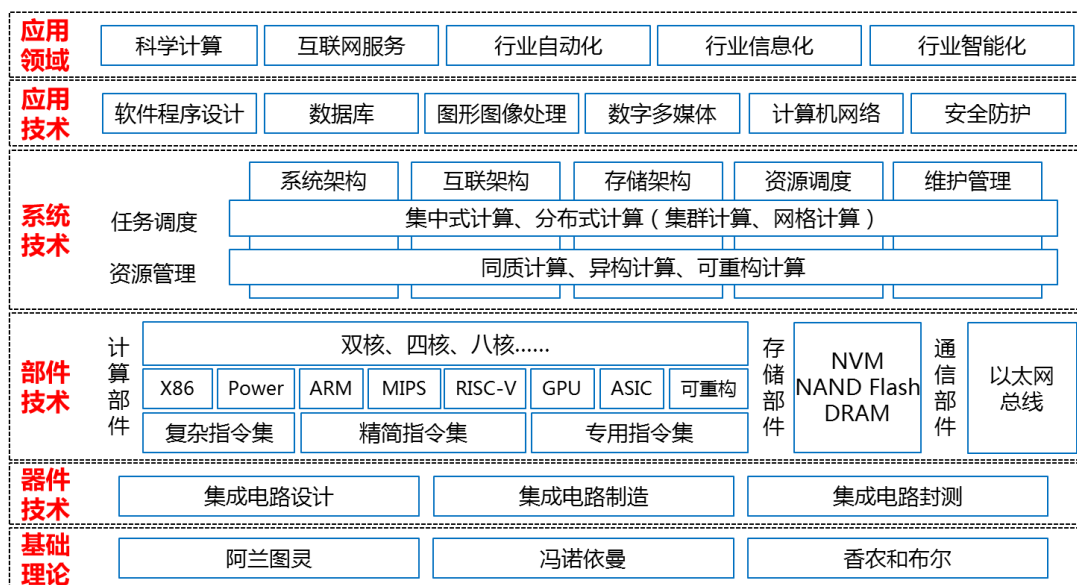 应用
领域
科学计算
互联网服务
行业自动化
行业信息化
行业智能化
应用
技术
软件程序设计
数据库
图形图像处理
数字多媒体
计算机网络
安全防护
系统
技术
系统架构
互联架构
存储架构
资源调度
维护管理
任务调度
集中式计算、分布式计算（集群计算、网格计算）
资源管理
同质计算、异构计算、可重构计算
部件
技术
计算部件
双核、四核、八核……
X86
Power
ARM
MIPS
RISC-V
GPU
ASIC
可重构
复杂指令集
精简指令集
专用指令集
存储部件
NVM
NAND Flash
DRAM
通信部件
以太网
总线
器件
技术
集成电路设计
集成电路制造
集成电路封测
基础
理论
阿兰图灵
冯诺依曼
香农和布尔